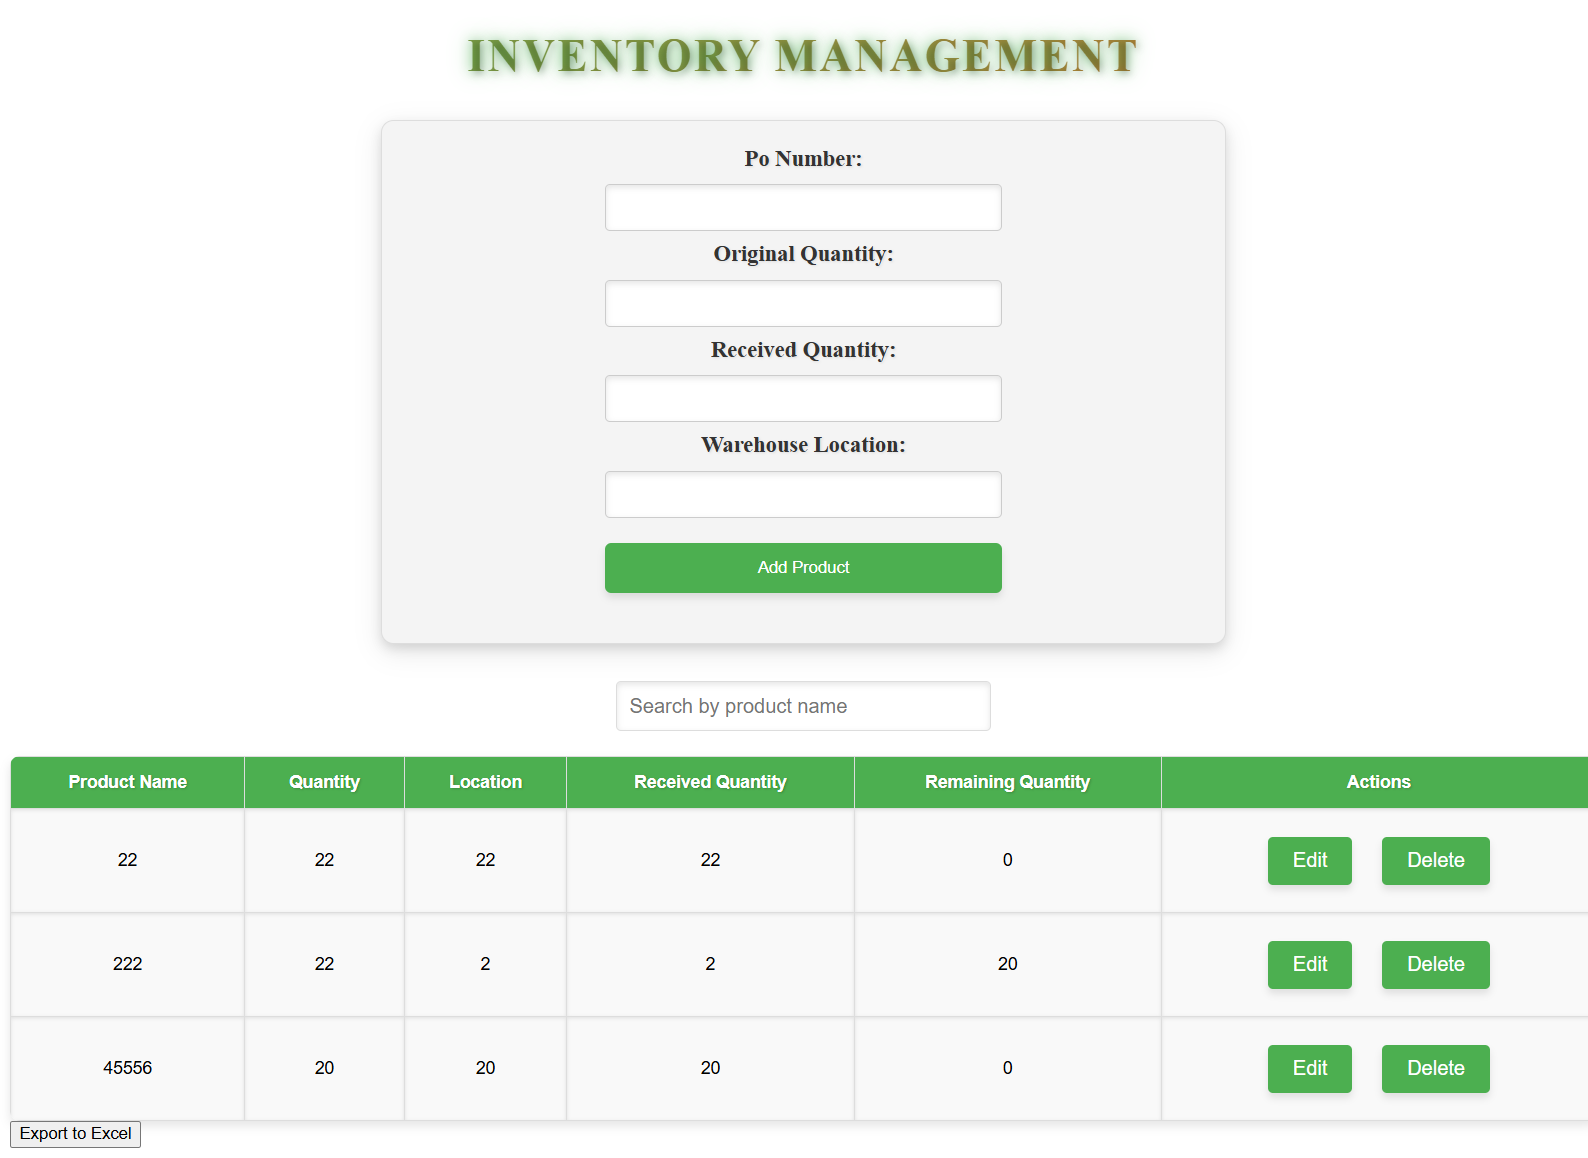 INVENTORY MANAGEMENT
Po Number:
Original Quantity:
Received Quantity:
Warehouse Location:
Add Product
Search by product name
Product Name Quantity Location Received Quantity Remaining Quantity Actions
22 22 22 22 0 Edit Delete
222 22 2 2 20 Edit Delete
45556 20 20 20 0 Edit Delete
Export to Excel